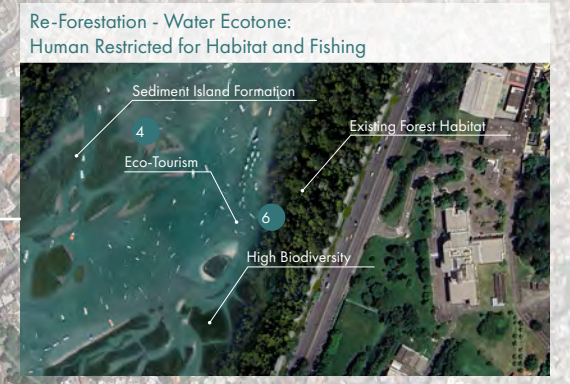 Re-Forestation - Water Ecotone:
Human Restricted for Habitat and Fishing
Sediment Island Formation
4
Existing Forest Habitat
Eco-Tourism
6
High Biodiversity